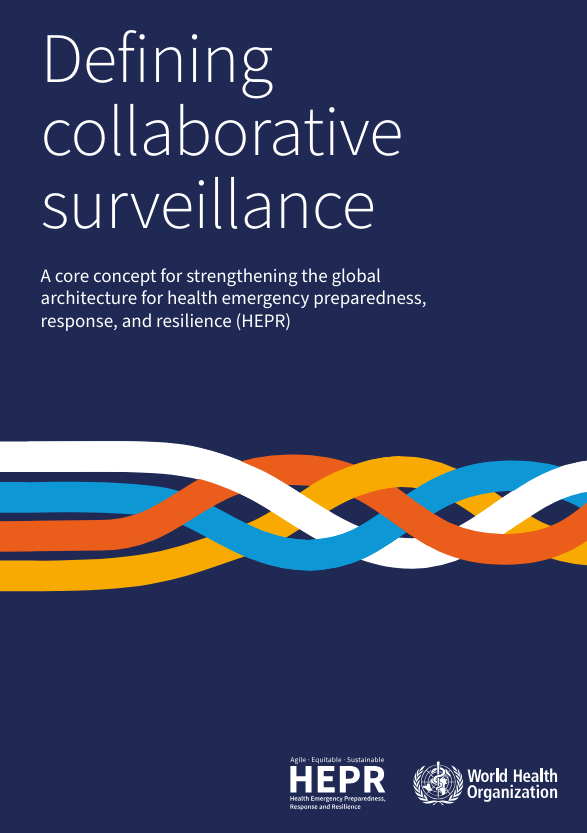 Defining
collaborative
surveillance
A core concept for strengthening the global
architecture for health emergency preparedness,
response, and resilience (HEPR)
Agile · Equitable · Sustainable
HEPR
Health Emergency Preparedness,
Response and Resilience
World Health
Organization